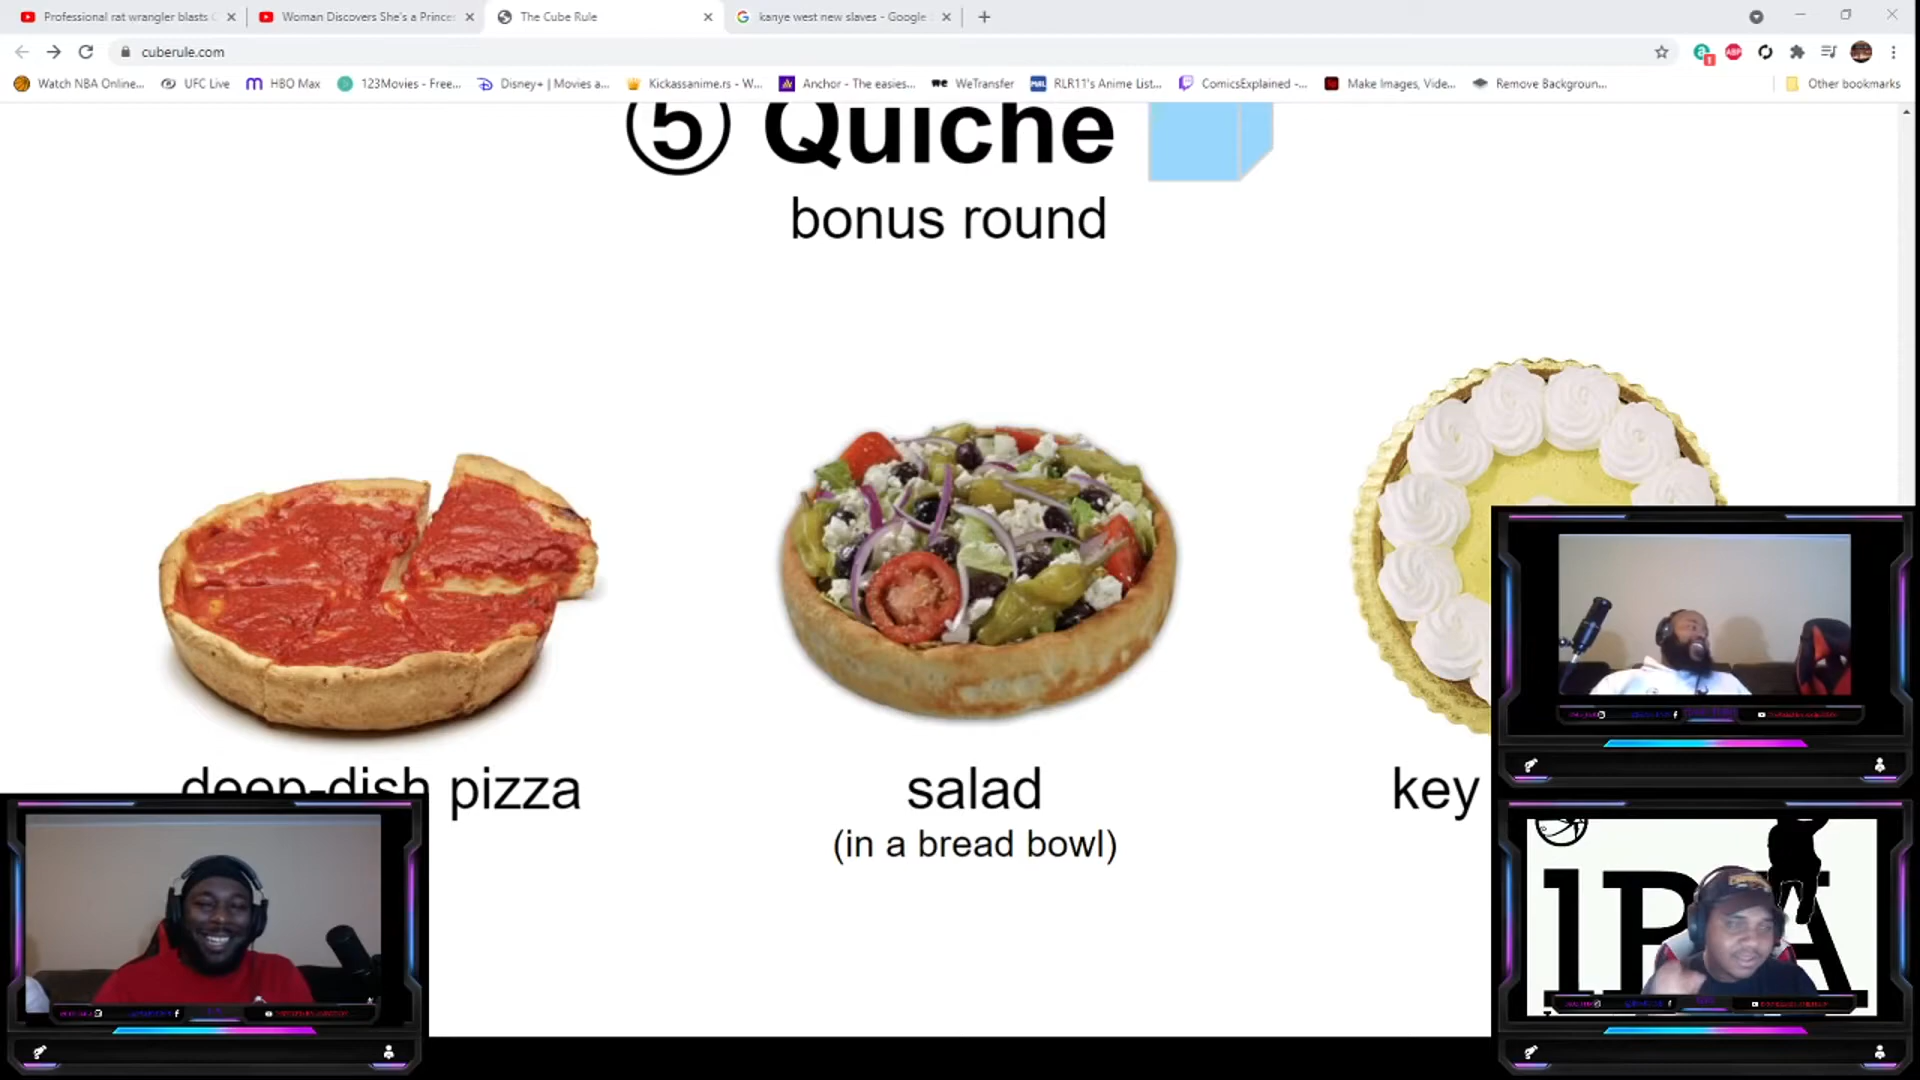 Professional rat wrangler blasts
Woman Discovers She's a Prince
The Cube Rule
kanye west new slaves - Google
cuberule.com
Watch NBA Online...
UFC Live
HBO Max
123Movies - Free...
Disney+ | Movies a...
Kickassanime.rs - W...
Anchor - The easies...
WeTransfer
RLR11's Anime List...
ComicsExplained -...
Make Images, Vide...
Remove Backgroun...
Other bookmarks
⑤ Quiche
bonus round
deep-dish pizza
salad
key
(in a bread bowl)